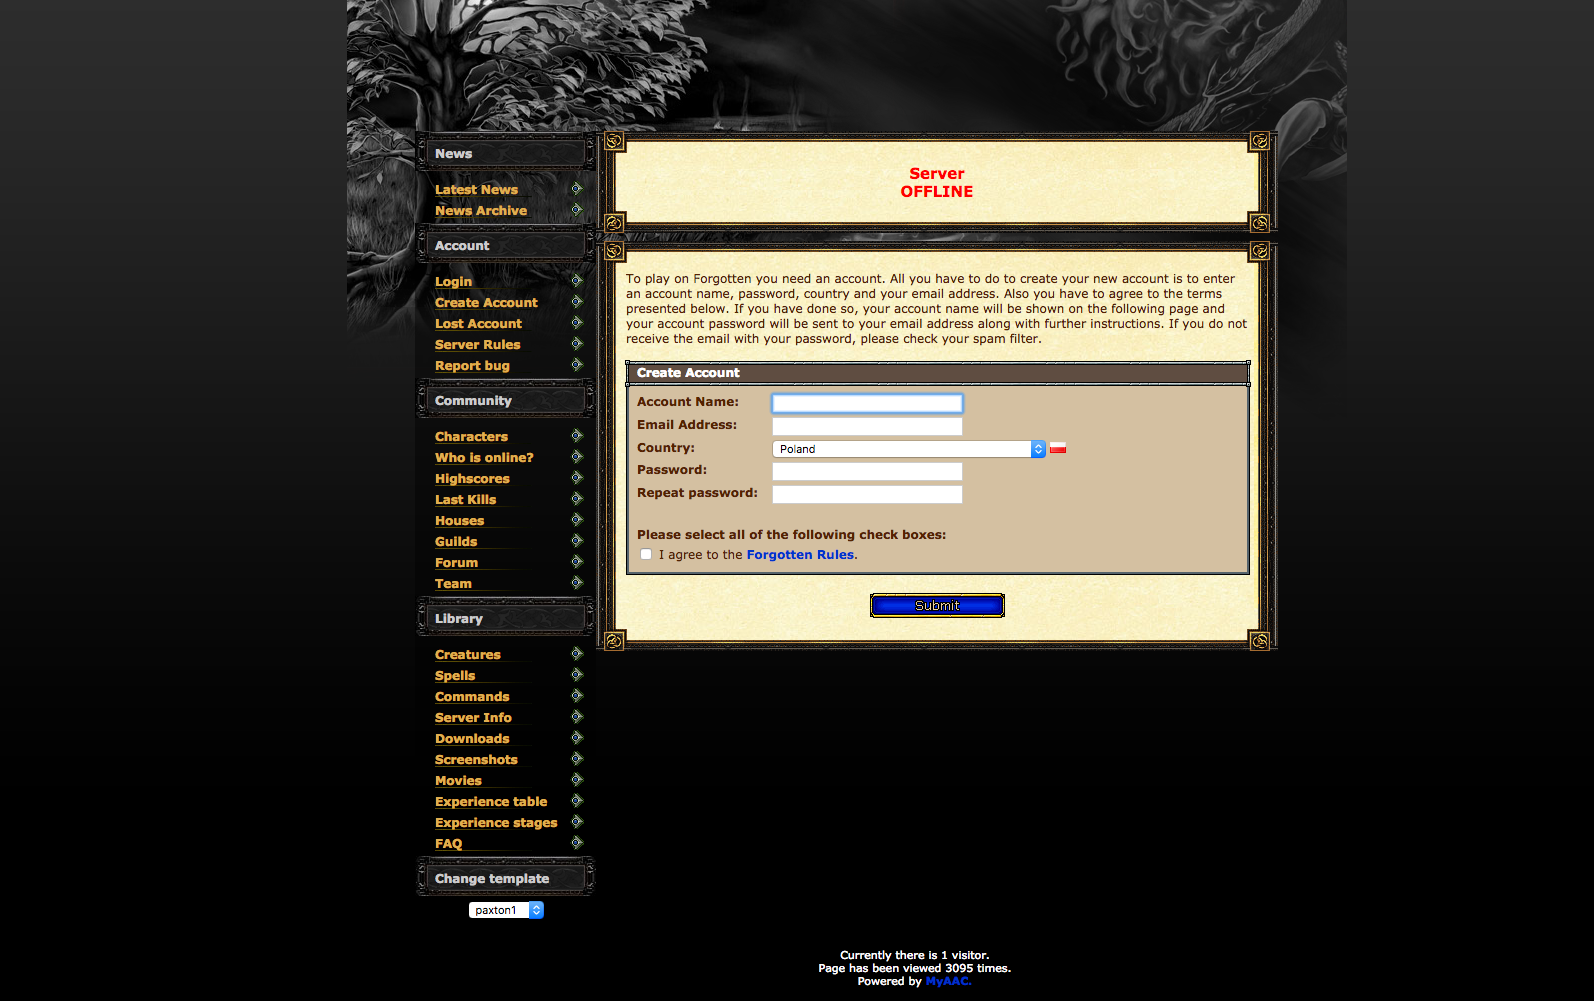 News
Latest News
News Archive
Account
Login
Create Account
Lost Account
Server Rules
Report bug
Community
Characters
Who is online?
Highscores
Last Kills
Houses
Guilds
Forum
Team
Library
Creatures
Spells
Commands
Server Info
Downloads
Screenshots
Movies
Experience table
Experience stages
FAQ
Change template
paxton1
Server
OFFLINE
To play on Forgotten you need an account. All you have to do to create your new account is to enter
an account name, password, country and your email address. Also you have to agree to the terms
presented below. If you have done so, your account name will be shown on the following page and
your account password will be sent to your email address along with further instructions. If you do not
receive the email with your password, please check your spam filter.
Create Account
Account Name:
Email Address:
Country: Poland
Password:
Repeat password:
Please select all of the following check boxes:
I agree to the Forgotten Rules.
Submit
Currently there is 1 visitor.
Page has been viewed 3095 times.
Powered by MyAAC.